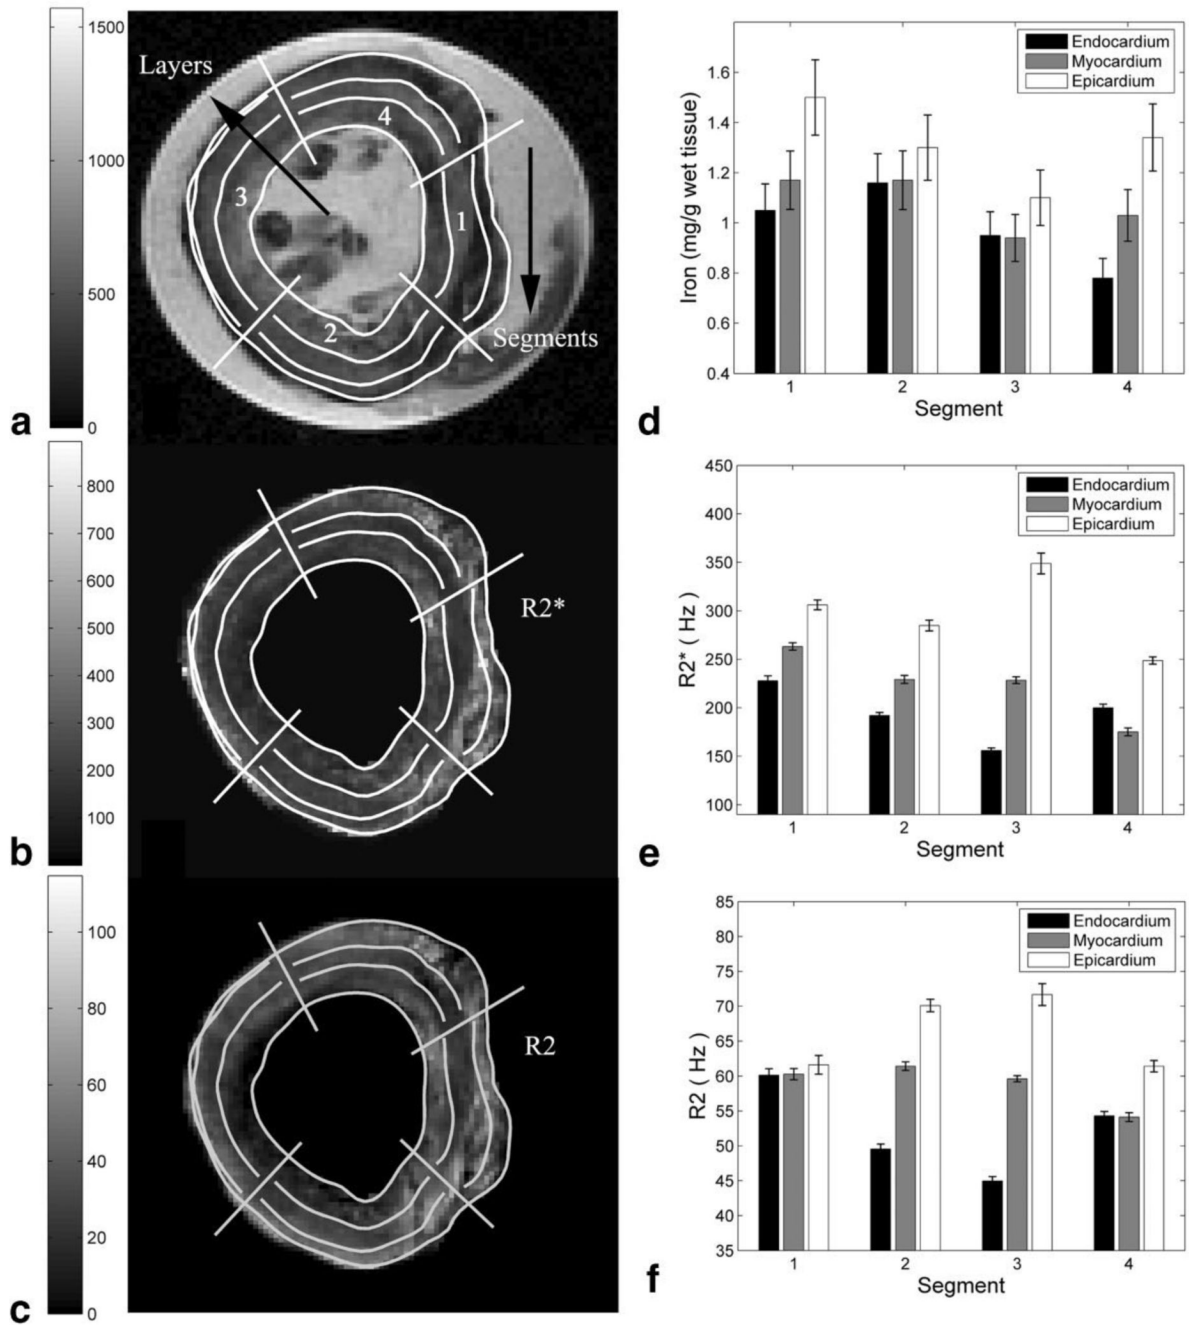 1500
1000
500
0
Layers
4
3
1
2
Segments
a
Endocardium
Myocardium
Epicardium
1.6
1.4
1.2
1
0.8
0.6
0.4
Iron (mg/g wet tissue)
1 2 3 4
Segment
d
800
700
600
500
400
300
200
100
R2*
b
Endocardium
Myocardium
Epicardium
450
400
350
300
250
200
150
100
R2* ( Hz )
1 2 3 4
Segment
e
100
80
60
40
20
0
R2
c
Endocardium
Myocardium
Epicardium
85
80
75
70
65
60
55
50
45
40
35
R2 ( Hz )
1 2 3 4
Segment
f